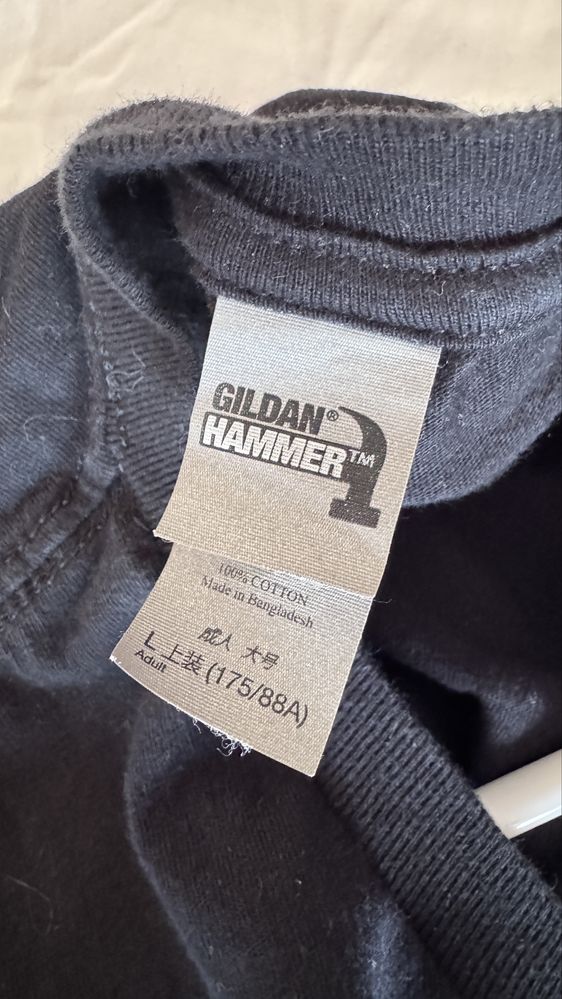 GILDAN®
HAMMER™
100% COTTON
Made in Bangladesh
成人 大号
L 上装 (175/88A)
Adult